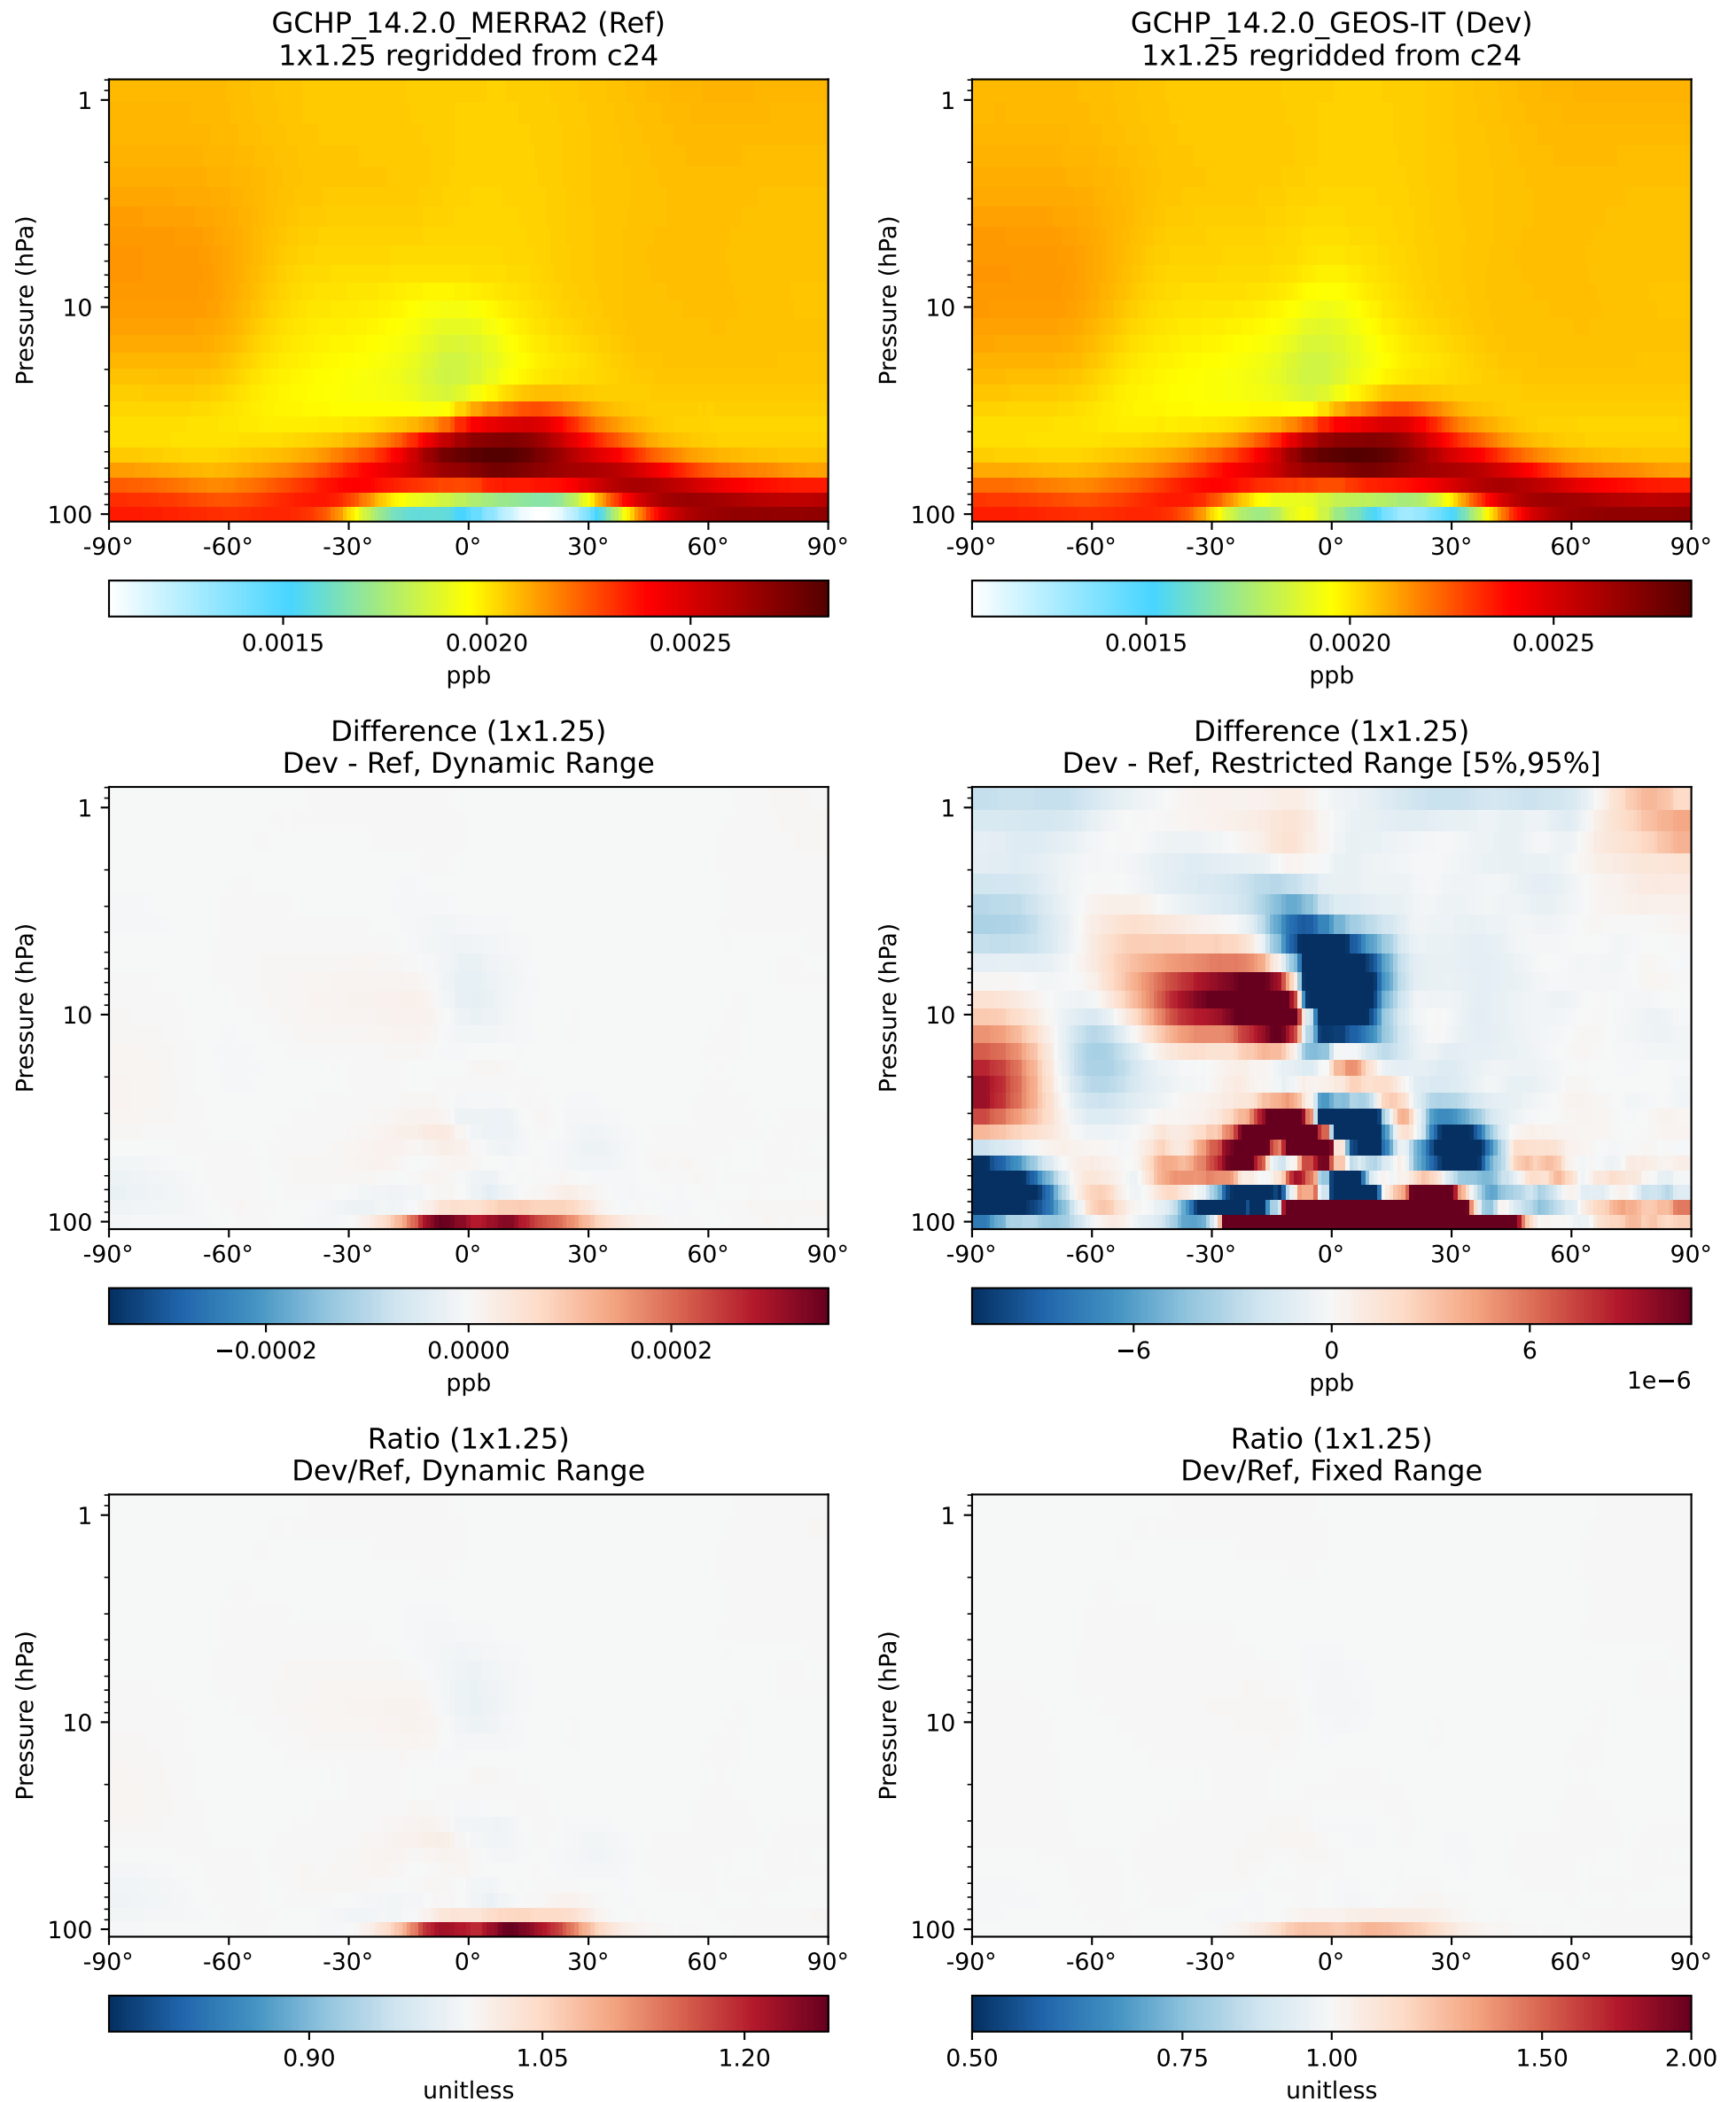 GCHP_14.2.0_MERRA2 (Ref)
1x1.25 regridded from c24
Pressure (hPa)
1
10
100
-90° -60° -30° 0° 30° 60° 90°
0.0015 0.0020 0.0025
ppb
GCHP_14.2.0_GEOS-IT (Dev)
1x1.25 regridded from c24
Pressure (hPa)
1
10
100
-90° -60° -30° 0° 30° 60° 90°
0.0015 0.0020 0.0025
ppb
Difference (1x1.25)
Dev - Ref, Dynamic Range
Pressure (hPa)
1
10
100
-90° -60° -30° 0° 30° 60° 90°
−0.0002 0.0000 0.0002
ppb
Difference (1x1.25)
Dev - Ref, Restricted Range [5%,95%]
Pressure (hPa)
1
10
100
-90° -60° -30° 0° 30° 60° 90°
−6 0 6
ppb
1e−6
Ratio (1x1.25)
Dev/Ref, Dynamic Range
Pressure (hPa)
1
10
100
-90° -60° -30° 0° 30° 60° 90°
0.90 1.05 1.20
unitless
Ratio (1x1.25)
Dev/Ref, Fixed Range
Pressure (hPa)
1
10
100
-90° -60° -30° 0° 30° 60° 90°
0.50 0.75 1.00 1.50 2.00
unitless